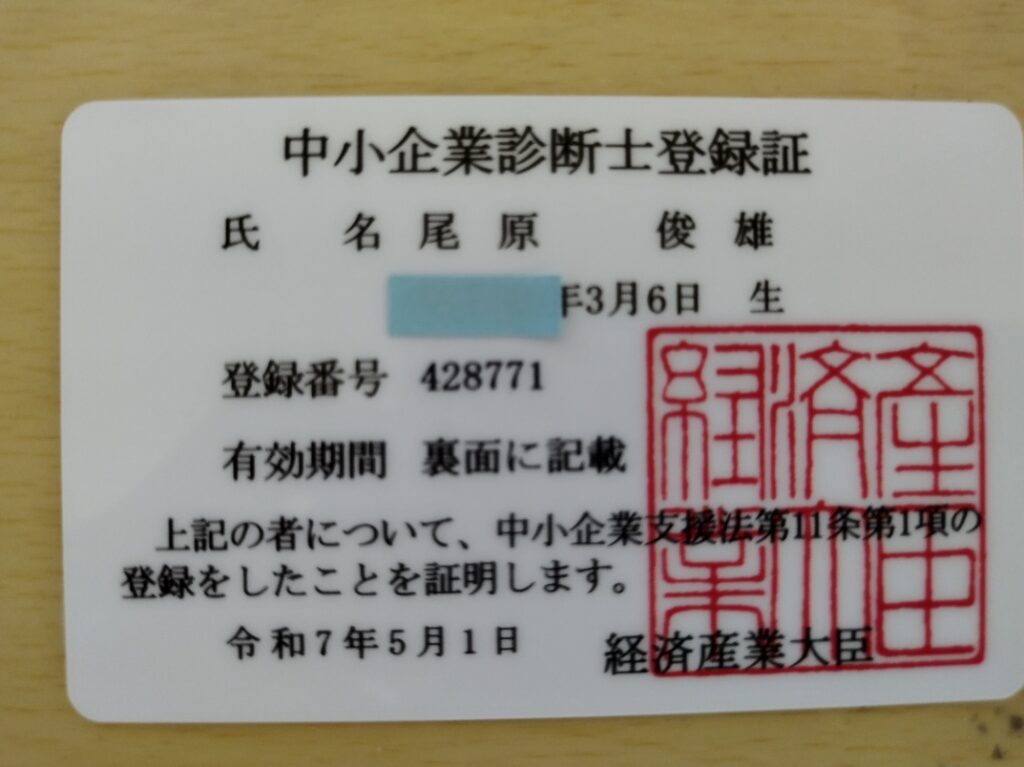 中小企業診断士登録証
氏 名 尾原 俊雄
年3月6日 生
登録番号 428771
有効期間 裏面に記載
上記の者について、中小企業支援法第11条第1項の
登録をしたことを証明します。
令和7年5月1日
経済産業大臣